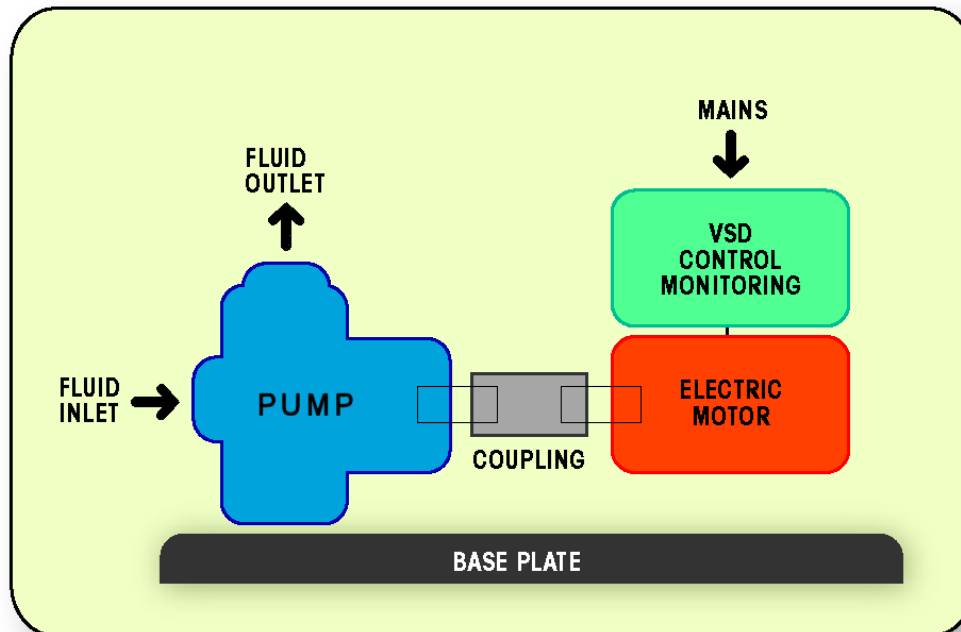 MAINS
FLUID
OUTLET
VSD
CONTROL
MONITORING
FLUID
INLET
PUMP
ELECTRIC
MOTOR
COUPLING
BASE PLATE